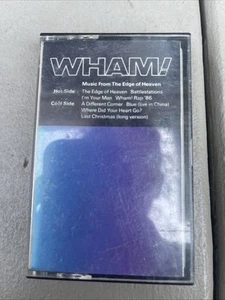 WHAM!
Music From The Edge of Heaven
Hot Side The Edge of Heaven Battlestations
I'm Your Man Wham! Rap '86
Cold Side A Different Corner Blue (live in China)
Where Did Your Heart Go?
Last Christmas (long version)